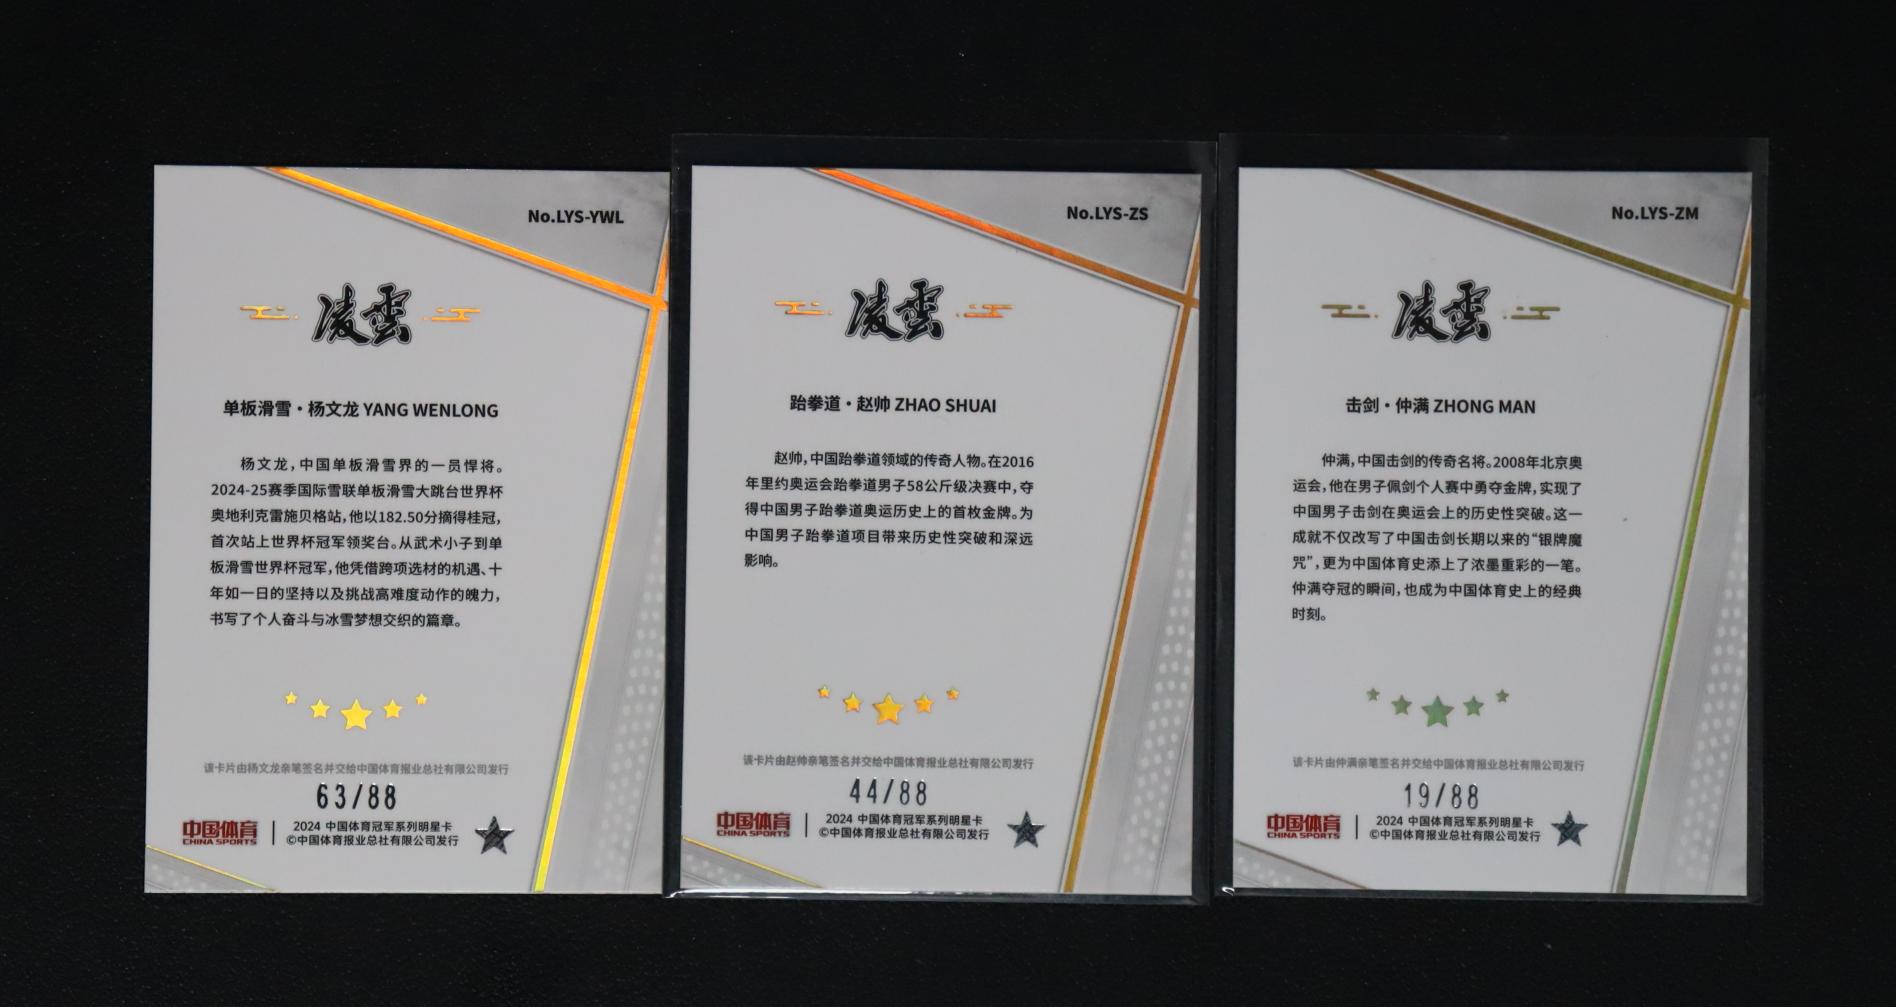 No.LYS-YWL
凌雲
单板滑雪·杨文龙 YANG WENLONG
杨文龙,中国单板滑雪界的一员悍将。
2024-25赛季国际雪联单板滑雪大跳台世界杯
奥地利克雷施贝格站,他以182.50分摘得桂冠,
首次站上世界杯冠军领奖台。从武术小子到单
板滑雪世界杯冠军,他凭借跨项选材的机遇、十
年如一日的坚持以及挑战高难度动作的魄力,
书写了个人奋斗与冰雪梦想交织的篇章。
该卡片由杨文龙亲笔签名并交给中国体育报业总社有限公司发行
63/88
中国体育
CHINA SPORTS
2024 中国体育冠军系列明星卡
©中国体育报业总社有限公司发行
No.LYS-ZS
凌雲
跆拳道·赵帅 ZHAO SHUAI
赵帅,中国跆拳道领域的传奇人物。在2016
年里约奥运会跆拳道男子58公斤级决赛中,夺
得中国男子跆拳道奥运历史上的首枚金牌。为
中国男子跆拳道项目带来历史性突破和深远
影响。
该卡片由赵帅亲笔签名并交给中国体育报业总社有限公司发行
44/88
中国体育
CHINA SPORTS
2024 中国体育冠军系列明星卡
©中国体育报业总社有限公司发行
No.LYS-ZM
凌雲
击剑·仲满 ZHONG MAN
仲满,中国击剑的传奇名将。2008年北京奥
运会,他在男子佩剑个人赛中勇夺金牌,实现了
中国男子击剑在奥运会上的历史性突破。这一
成就不仅改写了中国击剑长期以来的“银牌魔
咒”,更为中国体育史添上了浓墨重彩的一笔。
仲满夺冠的瞬间,也成为中国体育史上的经典
时刻。
该卡片由仲满亲笔签名并交给中国体育报业总社有限公司发行
19/88
中国体育
CHINA SPORTS
2024 中国体育冠军系列明星卡
©中国体育报业总社有限公司发行